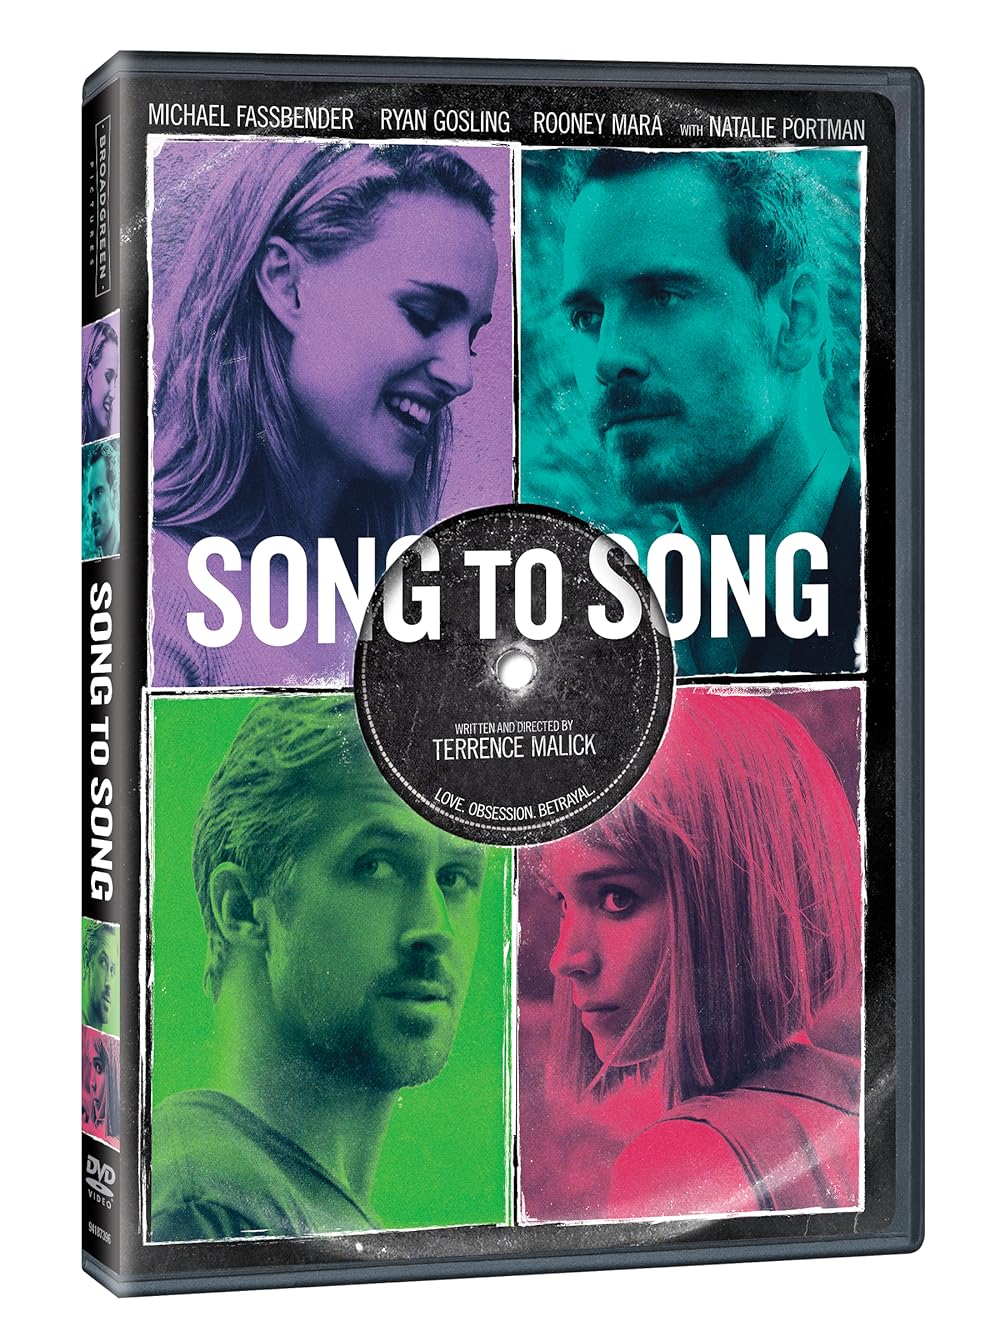 MICHAEL FASSBENDER RYAN GOSLING ROONEY MARA WITH NATALIE PORTMAN
SONG TO SONG
WRITTEN AND DIRECTED BY
TERRENCE MALICK
LOVE. OBSESSION. BETRAYAL.
BROADGREEN
PICTURES
SONG TO SONG
DVD
VIDEO
94187396